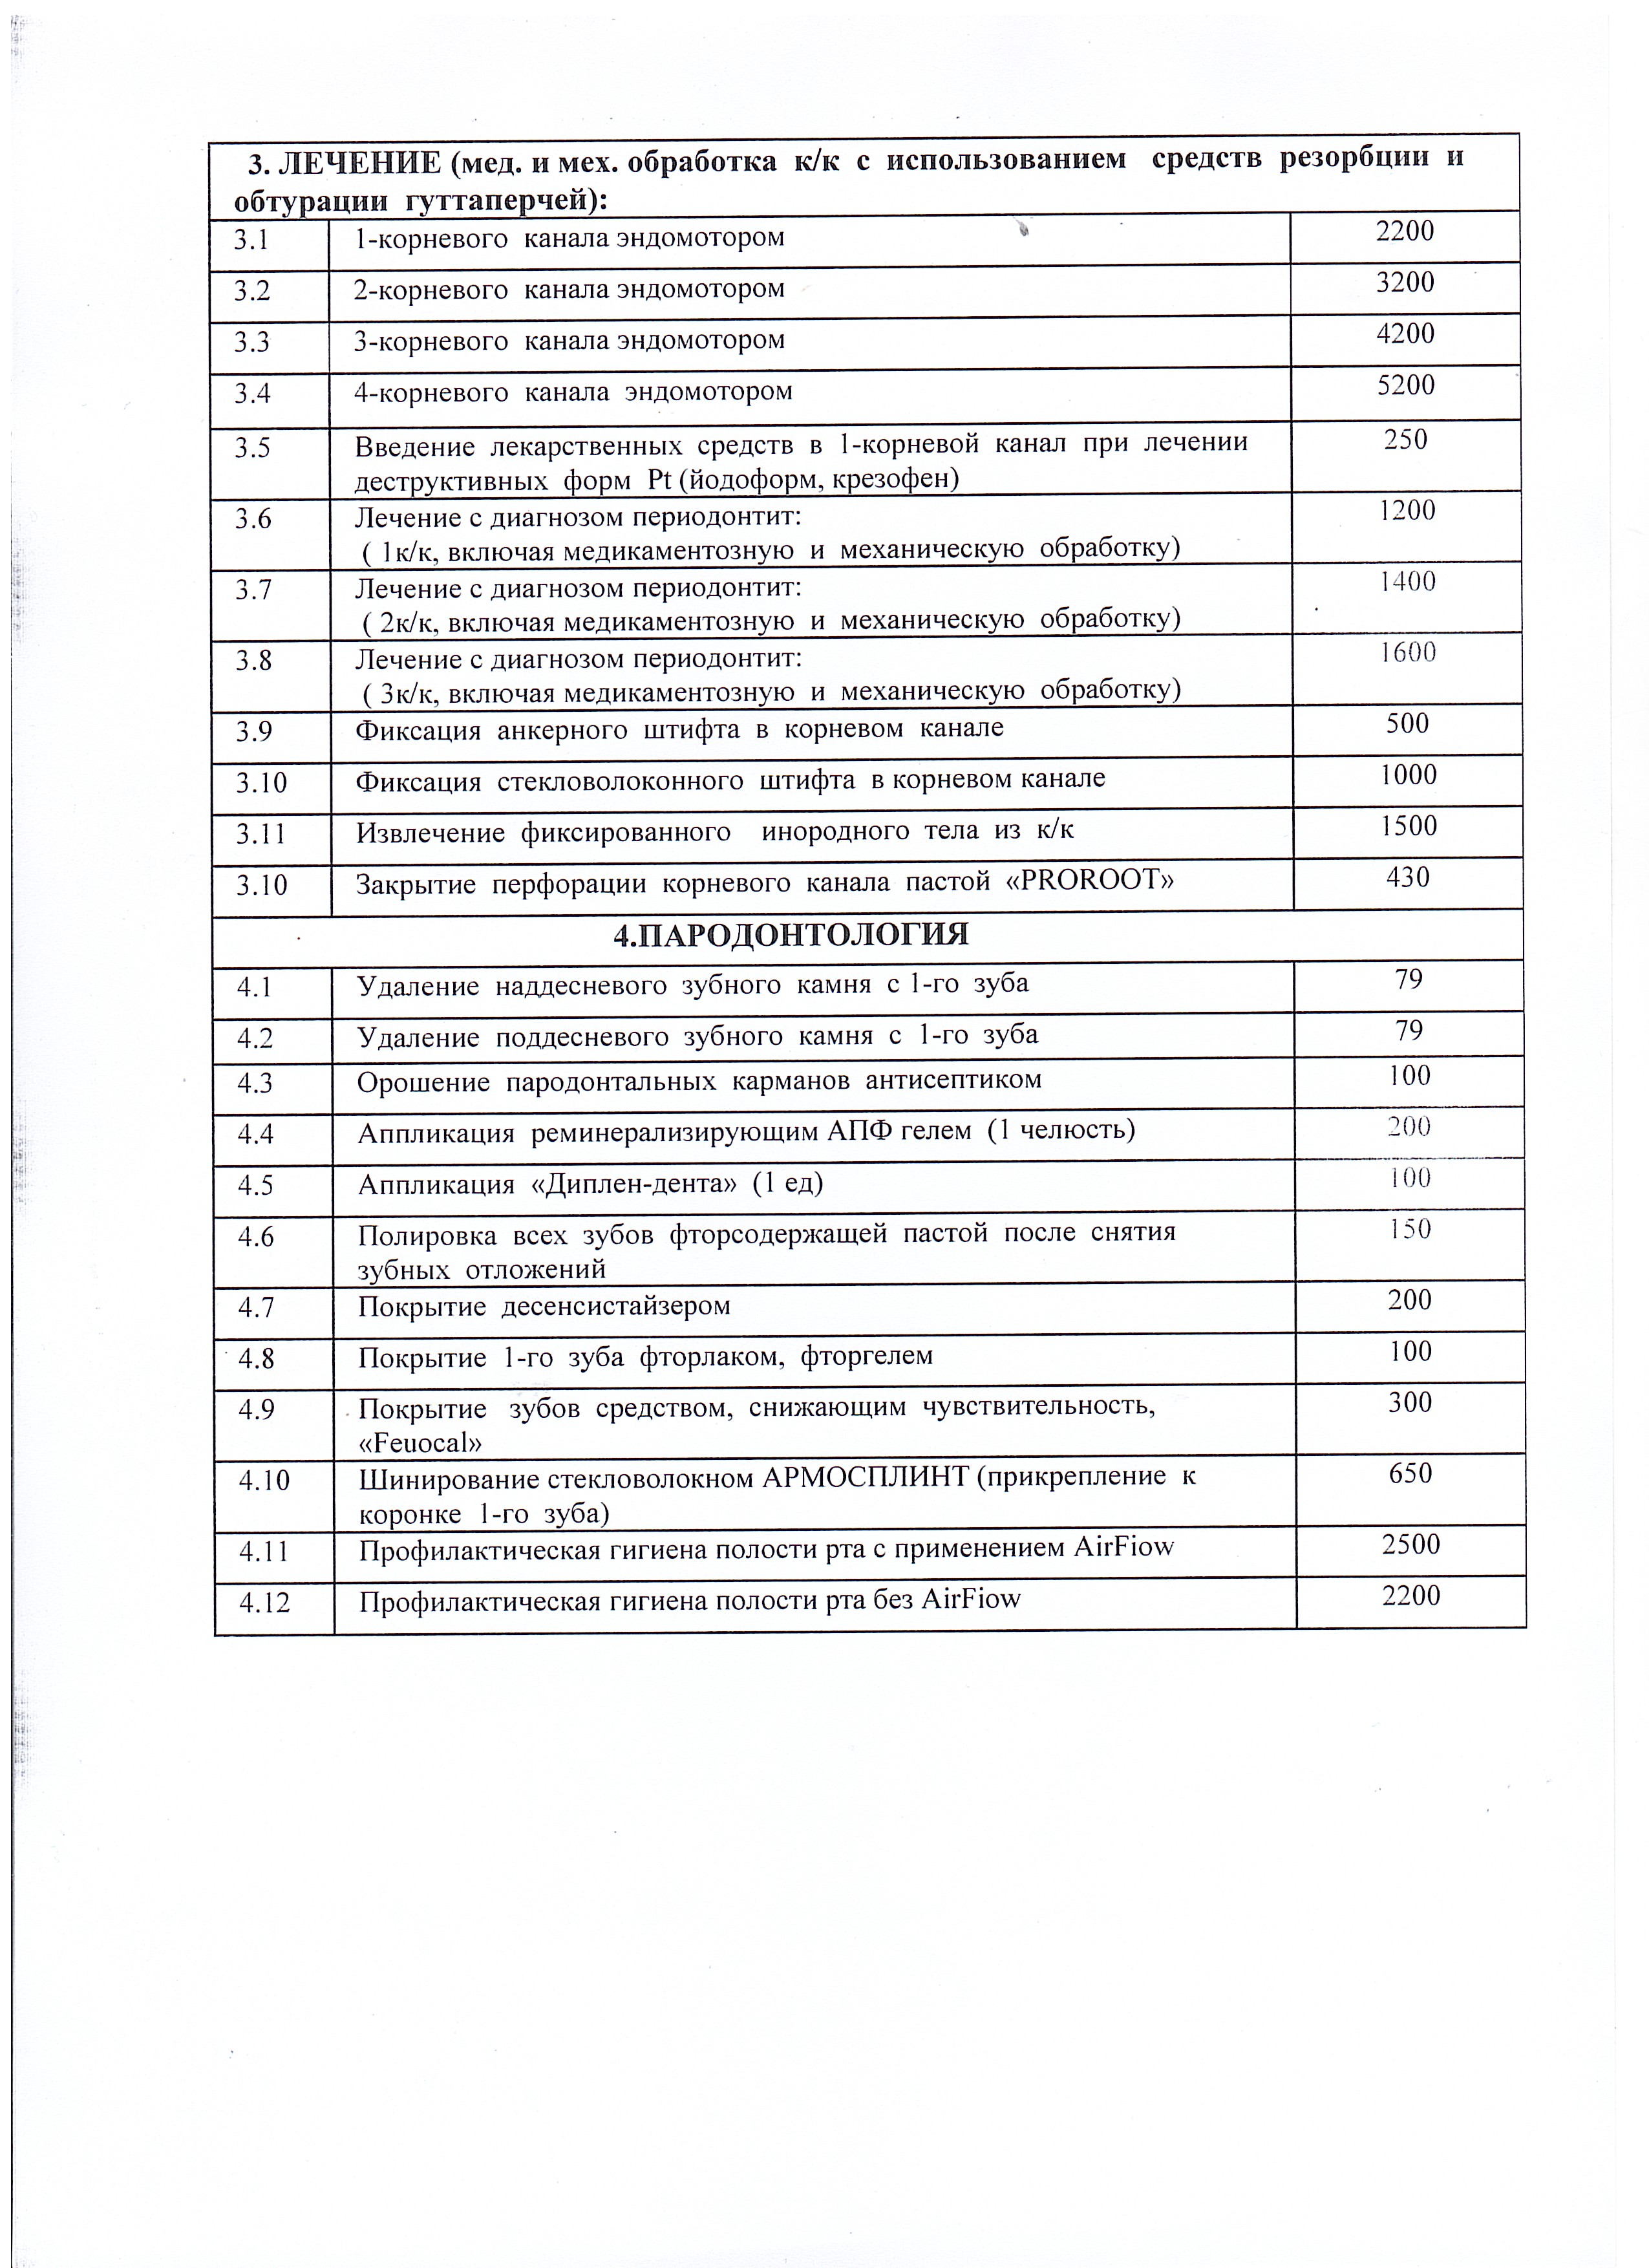 3. ЛЕЧЕНИЕ (мед. и мех. обработка к/к с использованием средств резорбции и
обтурации гуттаперчей):
3.1 1-корневого канала эндомотором 2200
3.2 2-корневого канала эндомотором 3200
3.3 3-корневого канала эндомотором 4200
3.4 4-корневого канала эндомотором 5200
3.5 Введение лекарственных средств в 1-корневой канал при лечении 250
деструктивных форм Pt (йодоформ, крезофен)
3.6 Лечение с диагнозом периодонтит: 1200
( 1к/к, включая медикаментозную и механическую обработку)
3.7 Лечение с диагнозом периодонтит: 1400
( 2к/к, включая медикаментозную и механическую обработку)
3.8 Лечение с диагнозом периодонтит: 1600
( 3к/к, включая медикаментозную и механическую обработку)
3.9 Фиксация анкерного штифта в корневом канале 500
3.10 Фиксация стекловолоконного штифта в корневом канале 1000
3.11 Извлечение фиксированного инородного тела из к/к 1500
3.10 Закрытие перфорации корневого канала пастой «PROROOT» 430
4.ПАРОДОНТОЛОГИЯ
4.1 Удаление наддесневого зубного камня с 1-го зуба 79
4.2 Удаление поддесневого зубного камня с 1-го зуба 79
4.3 Орошение пародонтальных карманов антисептиком 100
4.4 Аппликация реминерализирующим АПФ гелем (1 челюсть) 200
4.5 Аппликация «Диплен-дента» (1 ед) 100
4.6 Полировка всех зубов фторсодержащей пастой после снятия 150
зубных отложений
4.7 Покрытие десенсистайзером 200
4.8 Покрытие 1-го зуба фторлаком, фторгелем 100
4.9 Покрытие зубов средством, снижающим чувствительность, 300
«Feuocal»
4.10 Шинирование стекловолокном АРМОСПЛИНТ (прикрепление к 650
коронке 1-го зуба)
4.11 Профилактическая гигиена полости рта с применением AirFiow 2500
4.12 Профилактическая гигиена полости рта без AirFiow 2200